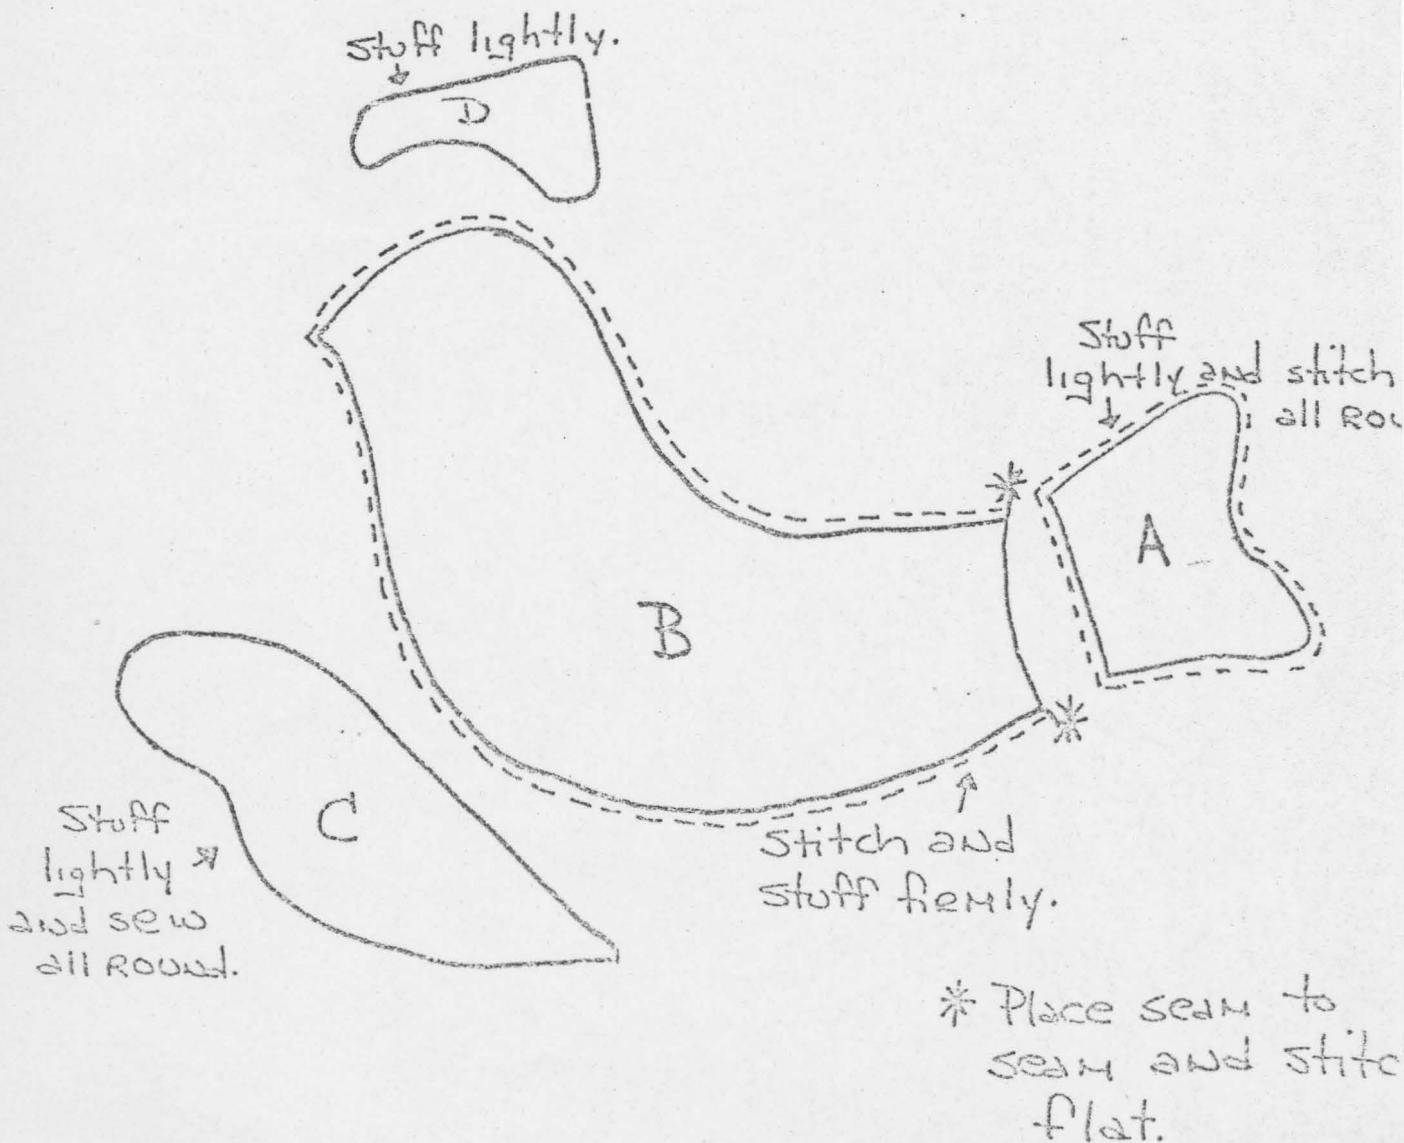 Stuff lightly.
D
Stuff
lightly and stitch
all ROU
A
B
C
Stuff
lightly
and sew
all ROUND.
Stitch and
stuff firmly.
* Place seam to
seam and stitc
flat.